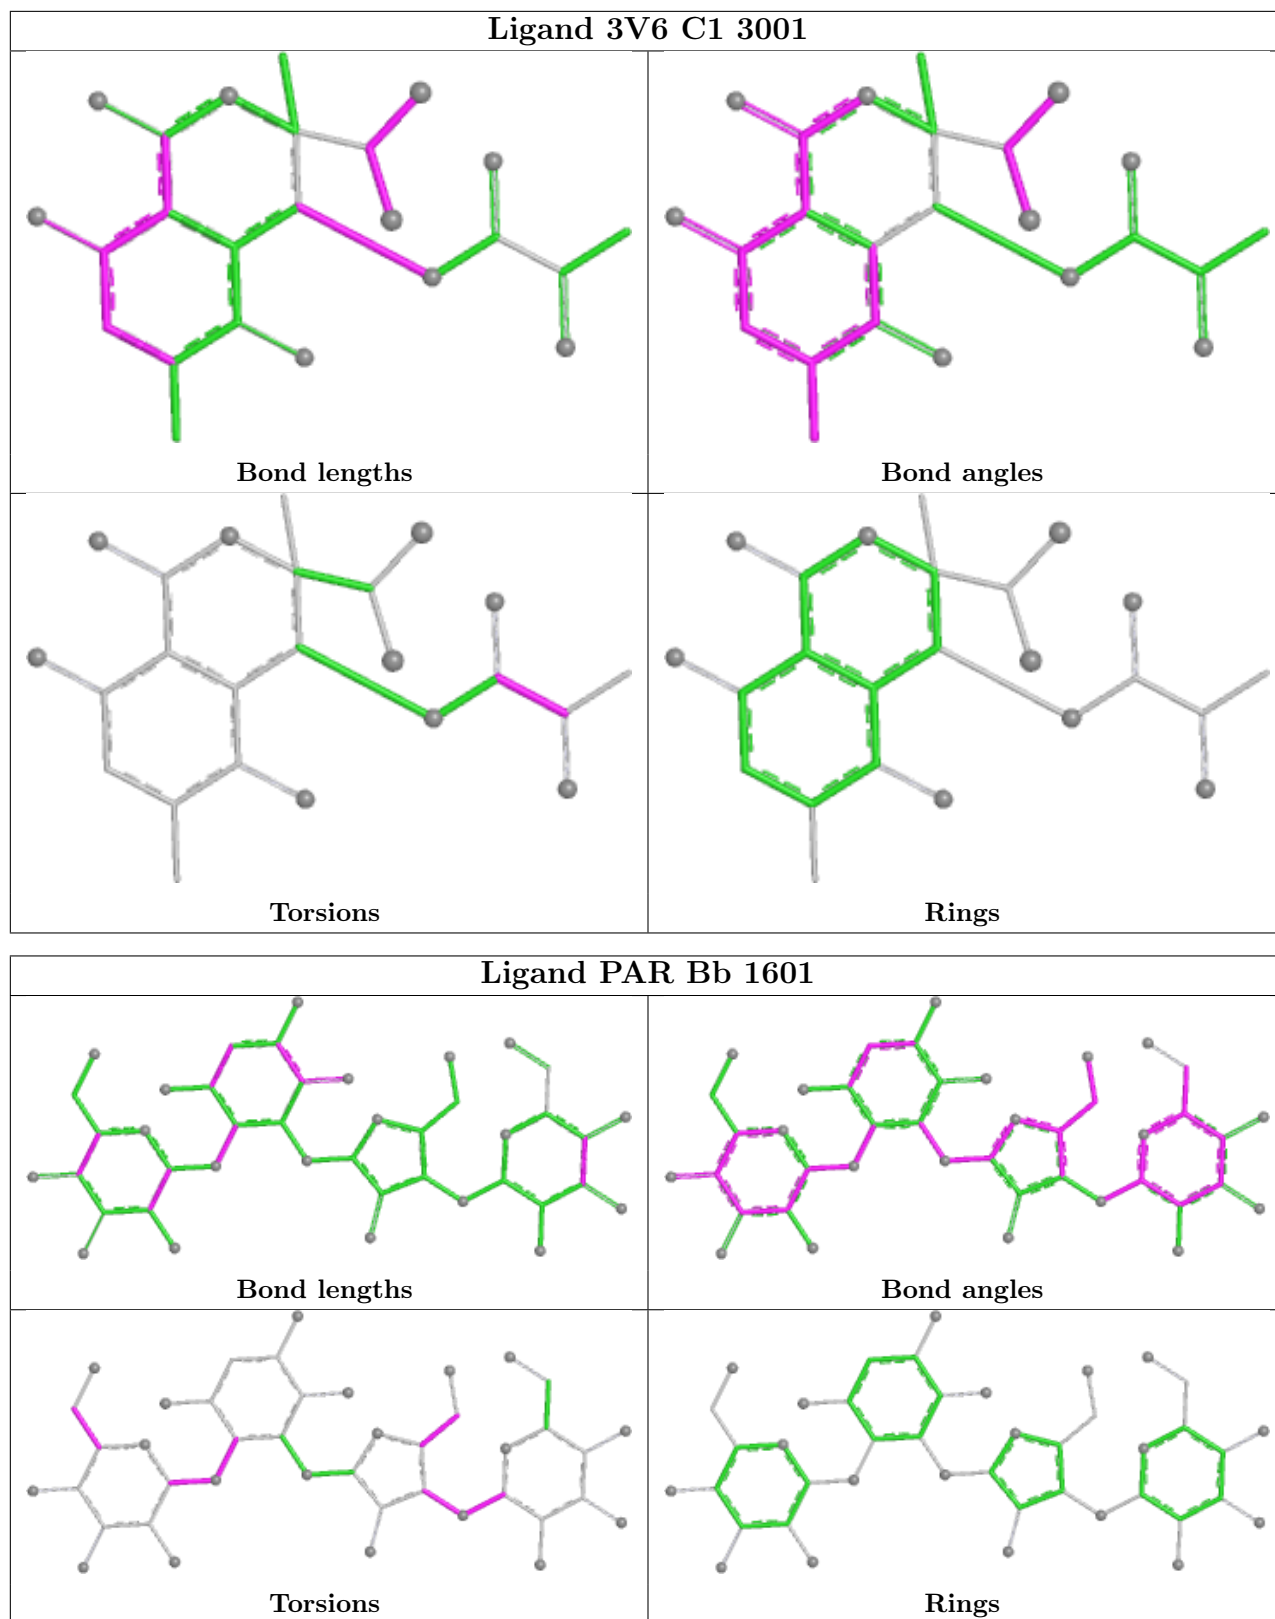 Ligand 3V6 C1 3001
Bond lengths
Bond angles
Torsions
Rings
Ligand PAR Bb 1601
Bond lengths
Bond angles
Torsions
Rings